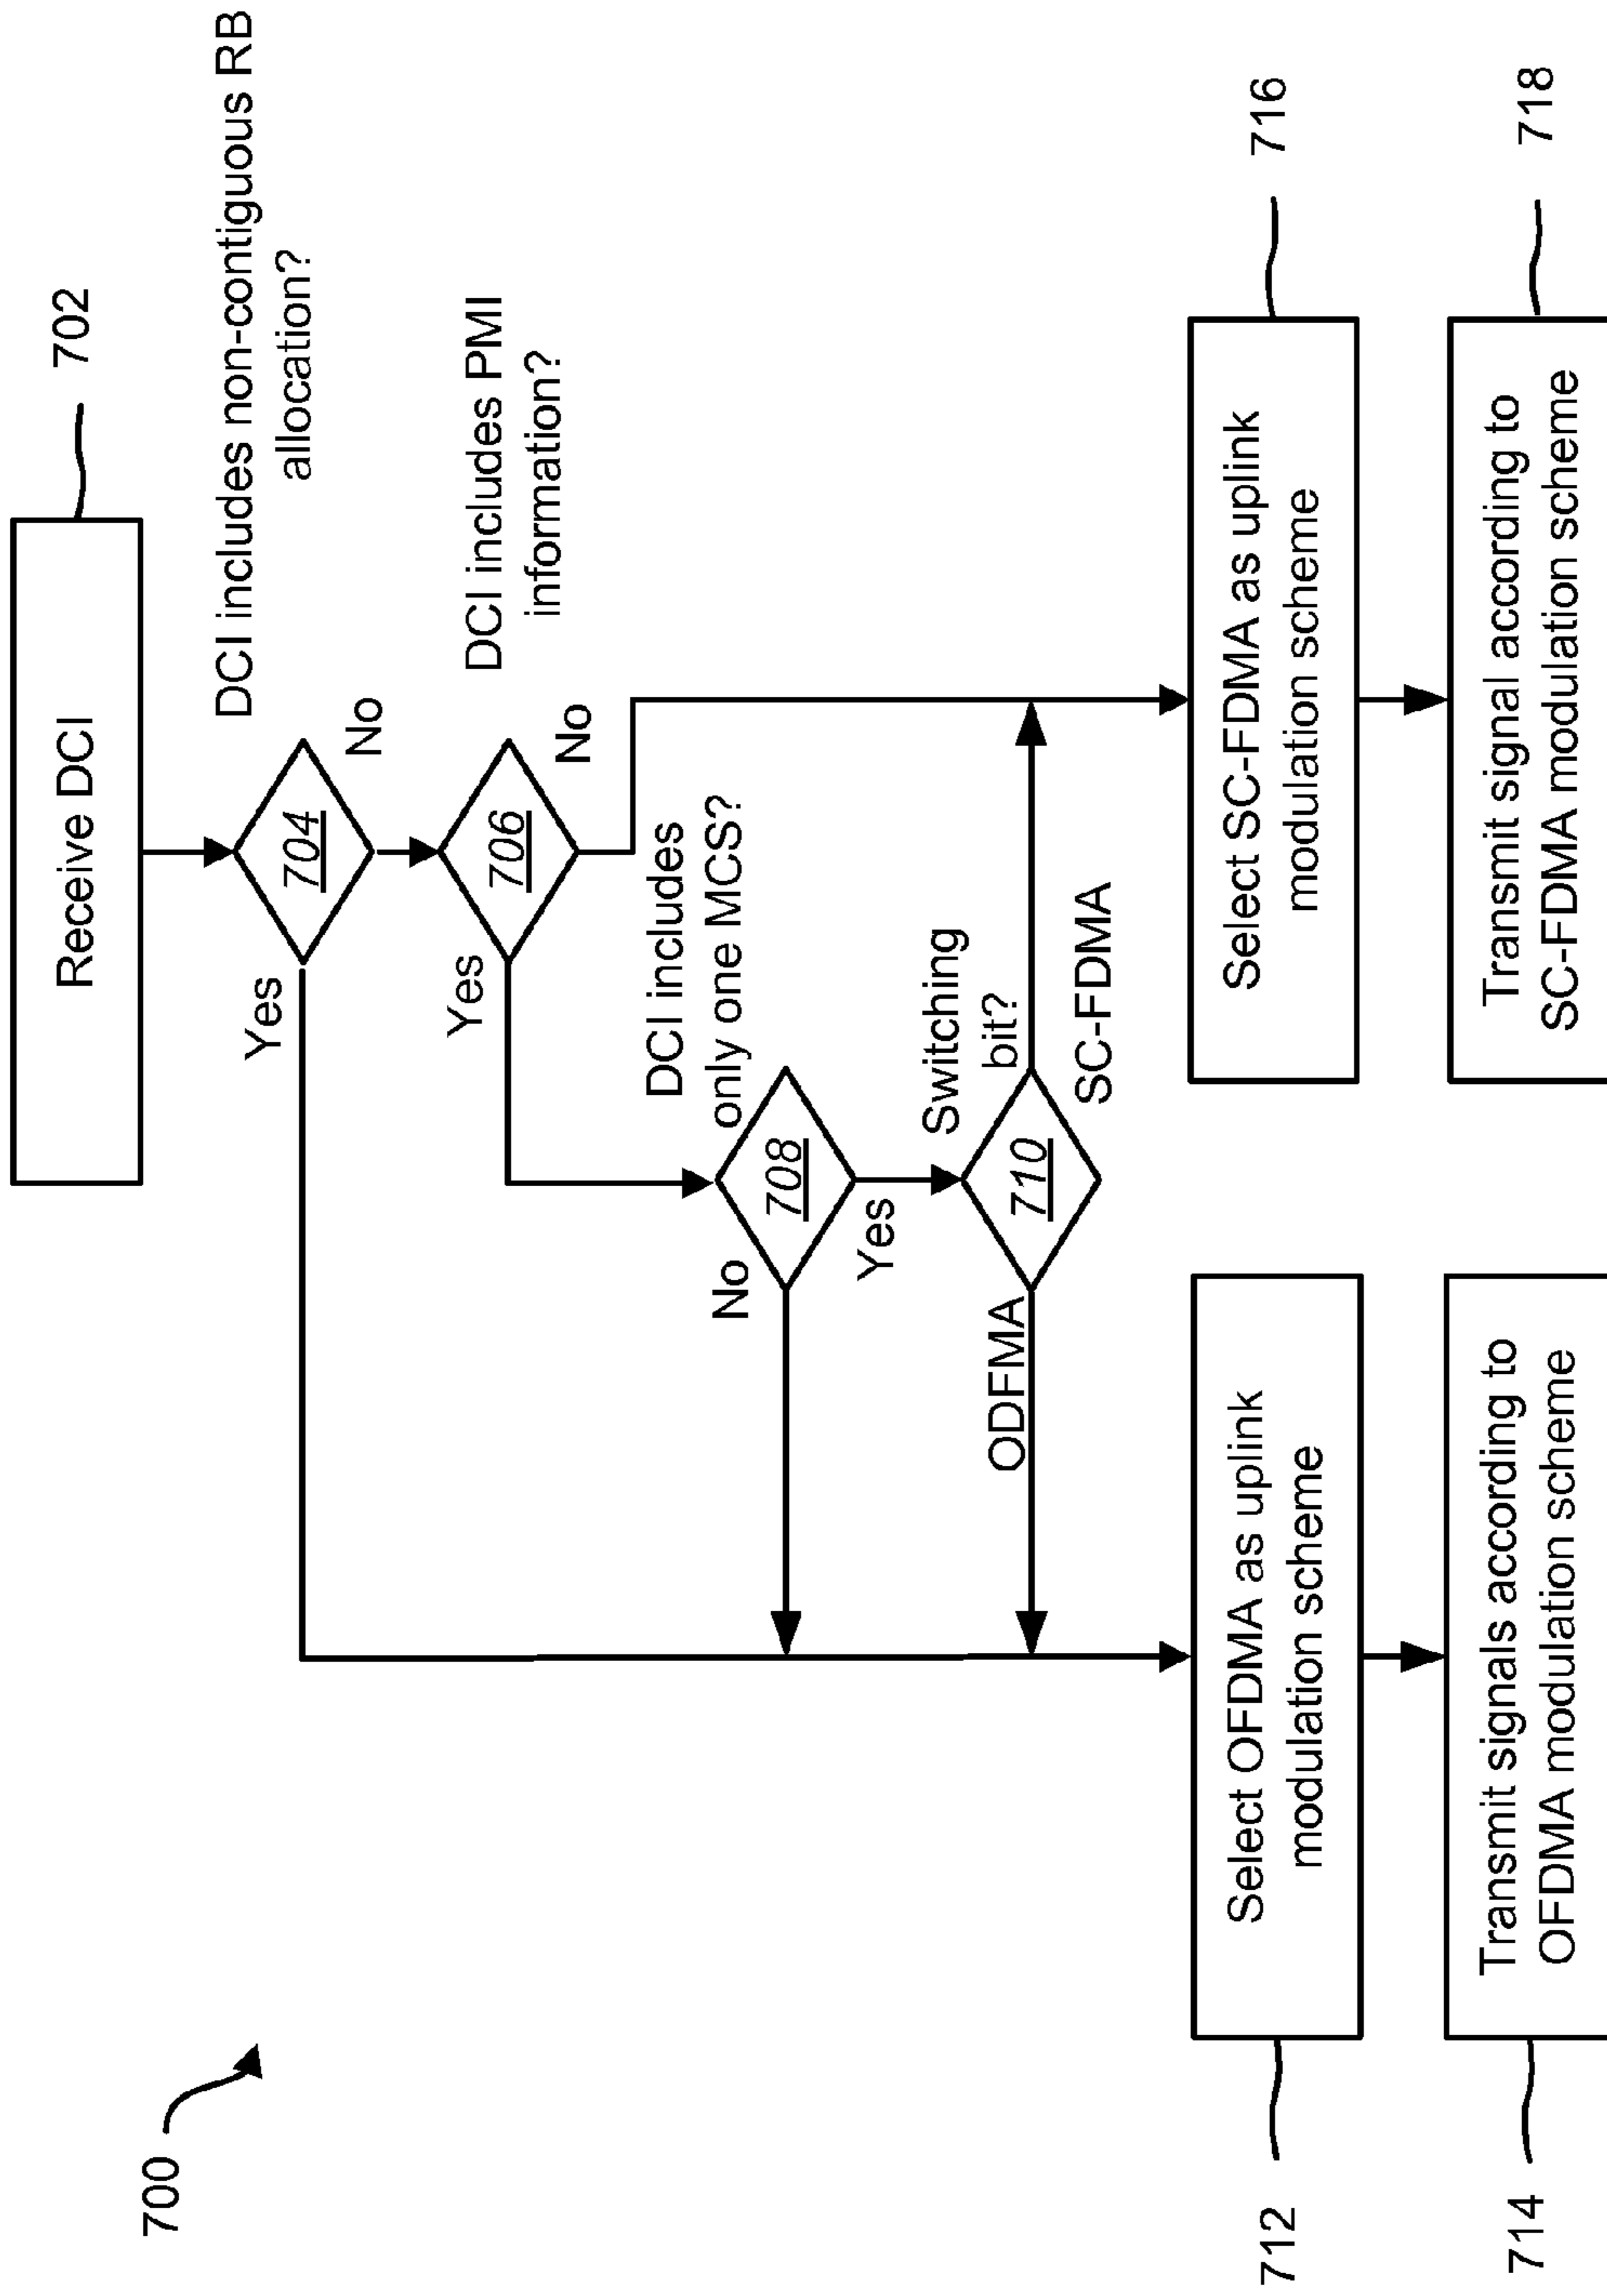 700
Receive DCI
702
DCI includes non-contiguous RB
allocation?
704
Yes
No
DCI includes PMI
information?
706
Yes
No
DCI includes
only one MCS?
708
No
Yes
Switching
bit?
710
ODFMA
SC-FDMA
Select OFDMA as uplink
modulation scheme
712
Select SC-FDMA as uplink
modulation scheme
716
Transmit signals according to
OFDMA modulation scheme
714
Transmit signal according to
SC-FDMA modulation scheme
718